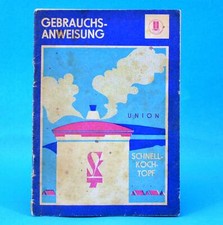 GEBRAUCHS-
ANWEISUNG
UNION
SCHNELL-
KOCH-
TOPF